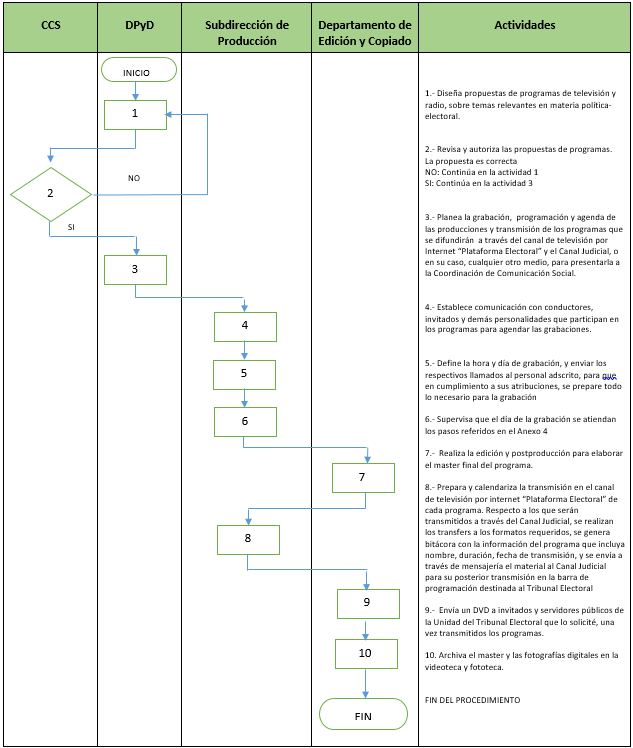 CCS
DPyD
Subdirección de
Producción
Departamento de
Edición y Copiado
Actividades
INICIO
1
2
NO
SI
3
4
5
6
7
8
9
10
FIN
1.- Diseña propuestas de programas de televisión y
radio, sobre temas relevantes en materia política-
electoral.
2.- Revisa y autoriza las propuestas de programas.
La propuesta es correcta
NO: Continúa en la actividad 1
SI: Continúa en la actividad 3
3.- Planea la grabación, programación y agenda de
las producciones y transmisión de los programas que
se difundirán a través del canal de televisión por
Internet “Plataforma Electoral” y el Canal Judicial, o
en su caso, cualquier otro medio, para presentarla a
la Coordinación de Comunicación Social.
4.- Establece comunicación con conductores,
invitados y demás personalidades que participan en
los programas para agendar las grabaciones.
5.- Define la hora y día de grabación, y enviar los
respectivos llamados al personal adscrito, para que
en cumplimiento a sus atribuciones, se prepare todo
lo necesario para la grabación
6.- Supervisa que el día de la grabación se atiendan
los pasos referidos en el Anexo 4
7.- Realiza la edición y postproducción para elaborar
el master final del programa.
8.- Prepara y calendariza la transmisión en el canal
de televisión por internet “Plataforma Electoral” de
cada programa. Respecto a los que serán
transmitidos a través del Canal Judicial, se realizan
los transfers a los formatos requeridos, se genera
bitácora con la información del programa que incluya
nombre, duración, fecha de transmisión, y se envía a
través de mensajería el material al Canal Judicial
para su posterior transmisión en la barra de
programación destinada al Tribunal Electoral
9.- Envía un DVD a invitados y servidores públicos de
la Unidad del Tribunal Electoral que lo solicité, una
vez transmitidos los programas.
10. Archiva el master y las fotografías digitales en la
videoteca y fototeca.
FIN DEL PROCEDIMIENTO